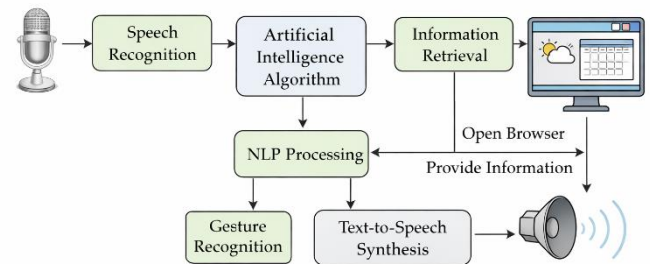 Speech
Recognition
Artificial
Intelligence
Algorithm
Information
Retrieval
Open Browser
NLP Processing
Provide Information
Gesture
Recognition
Text-to-Speech
Synthesis